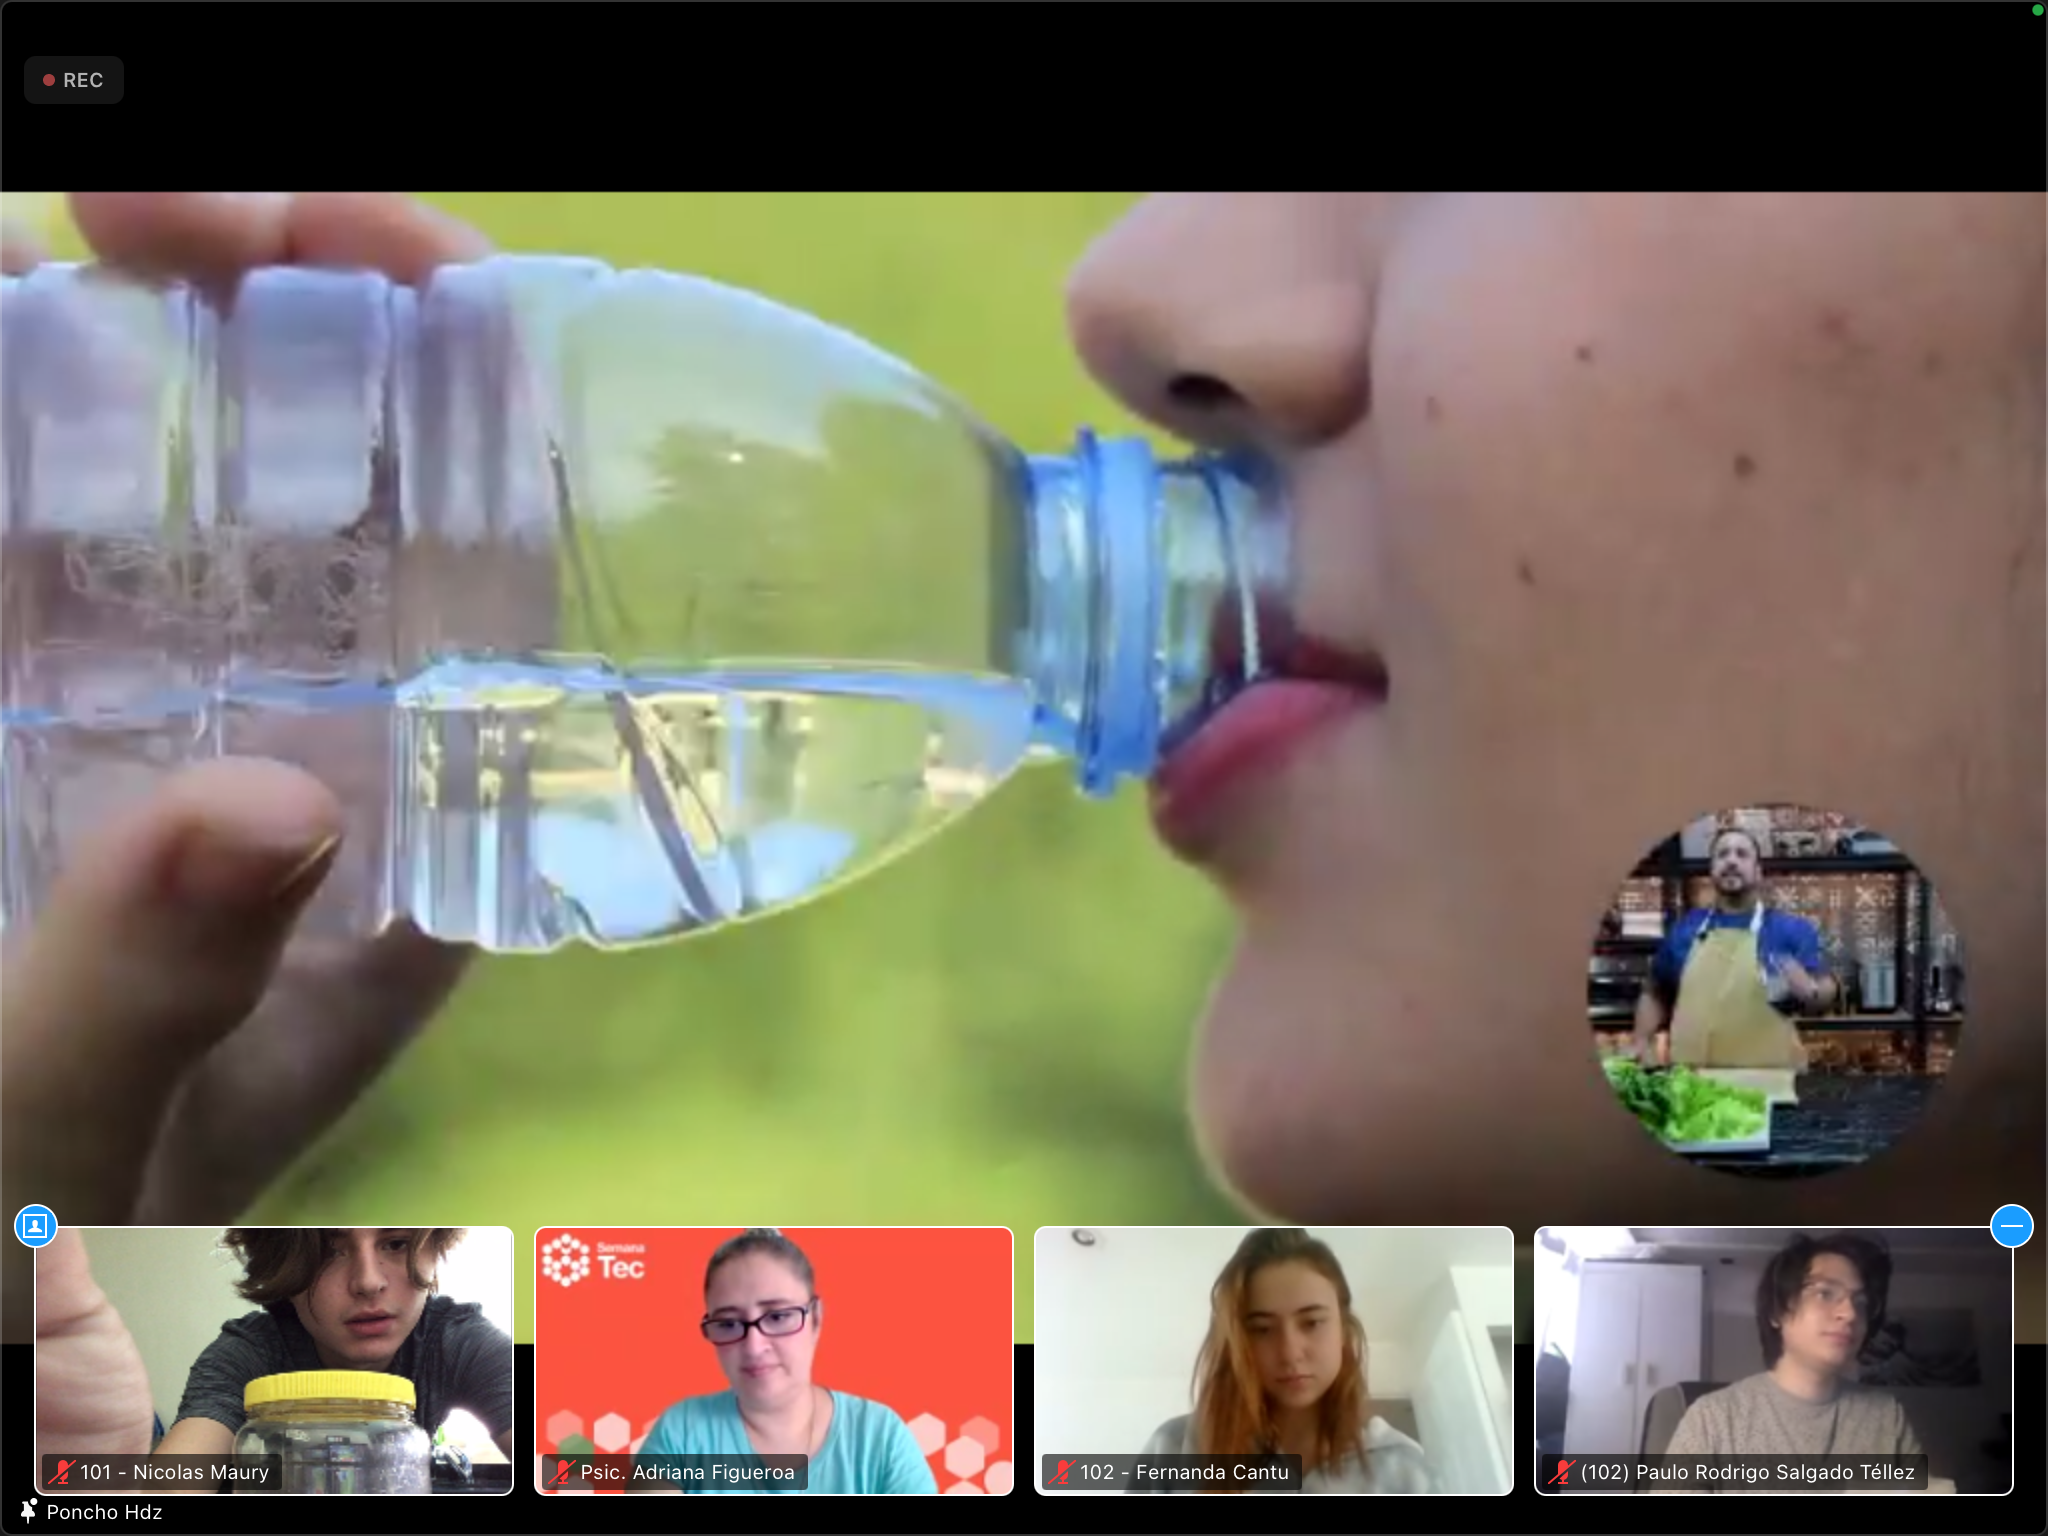 REC
Semana
Tec
101 - Nicolas Maury
Psic. Adriana Figueroa
102 - Fernanda Cantu
(102) Paulo Rodrigo Salgado Téllez
Poncho Hdz